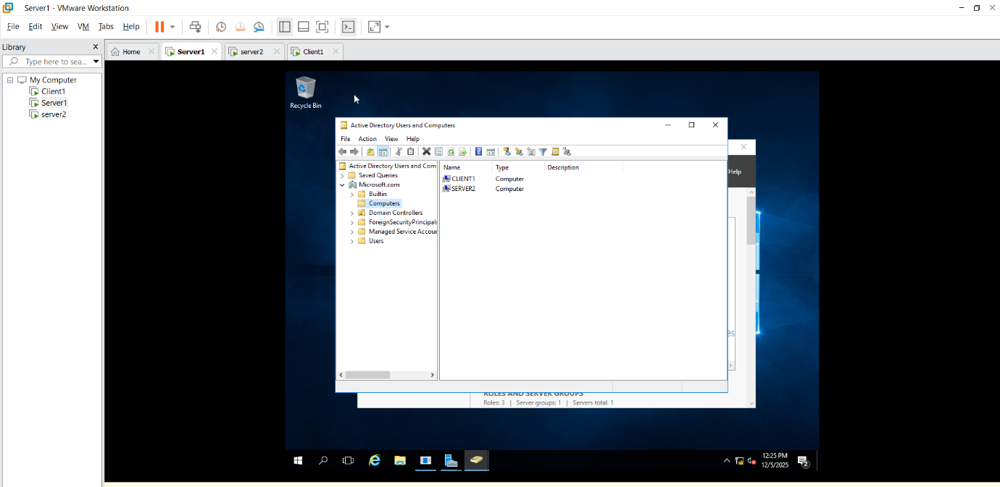 Server1 - VMware Workstation
File Edit View VM Tabs Help
Library
Type here to sea...
Home
Server1
server2
Client1
My Computer
Client1
Server1
server2
Recycle Bin
Active Directory Users and Computers
File Action View Help
Help
Active Directory Users and Com
Saved Queries
Microsoft.com
Builtin
Computers
Domain Controllers
ForeignSecurityPrincipals
Managed Service Accoun
Users
Name Type Description
CLIENT1 Computer
SERVER2 Computer
es
ROLES AND SERVER GROUPS
Roles: 3 | Server groups: 1 | Servers total: 1
12:25 PM
12/5/2025
2